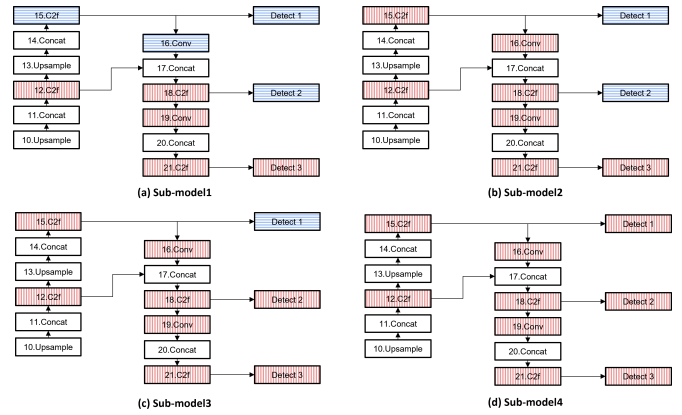 15.C2f
Detect 1
14.Concat
16.Conv
13.Upsample
17.Concat
12.C2f
18.C2f
Detect 2
11.Concat
19.Conv
10.Upsample
20.Concat
21.C2f
Detect 3
(a) Sub-model1
15.C2f
Detect 1
14.Concat
16.Conv
13.Upsample
17.Concat
12.C2f
18.C2f
Detect 2
11.Concat
19.Conv
10.Upsample
20.Concat
21.C2f
Detect 3
(b) Sub-model2
15.C2f
Detect 1
14.Concat
16.Conv
13.Upsample
17.Concat
12.C2f
18.C2f
Detect 2
11.Concat
19.Conv
10.Upsample
20.Concat
21.C2f
Detect 3
(c) Sub-model3
15.C2f
Detect 1
14.Concat
16.Conv
13.Upsample
17.Concat
12.C2f
18.C2f
Detect 2
11.Concat
19.Conv
10.Upsample
20.Concat
21.C2f
Detect 3
(d) Sub-model4